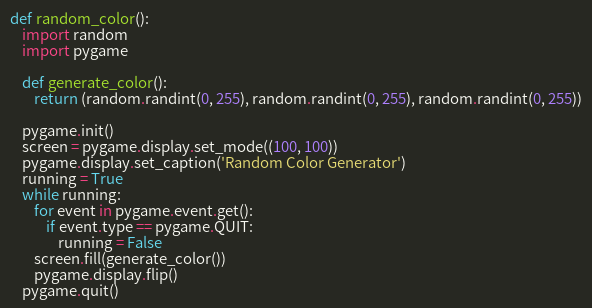 def random_color():
    import random
    import pygame

    def generate_color():
        return (random.randint(0, 255), random.randint(0, 255), random.randint(0, 255))

    pygame.init()
    screen = pygame.display.set_mode((100, 100))
    pygame.display.set_caption('Random Color Generator')
    running = True
    while running:
        for event in pygame.event.get():
            if event.type == pygame.QUIT:
                running = False
        screen.fill(generate_color())
        pygame.display.flip()
    pygame.quit()